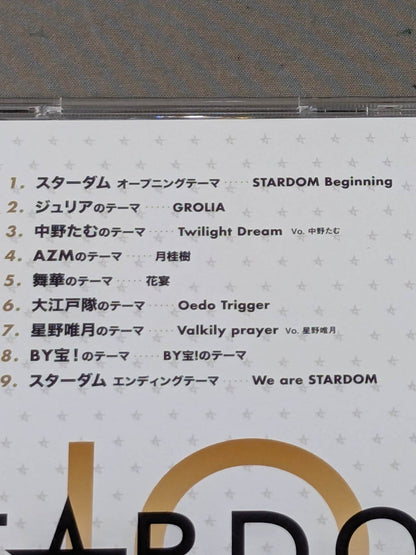 1. スターダム オープニングテーマ ····· STARDOM Beginning
2. ジュリアのテーマ ····· GROLIA
3. 中野たむのテーマ ····· Twilight Dream Vo. 中野たむ
4. AZMのテーマ ····· 月桂樹
5. 舞華のテーマ ····· 花宴
6. 大江戸隊のテーマ ····· Oedo Trigger
7. 星野唯月のテーマ ····· Valkily prayer Vo. 星野唯月
8. BY宝!のテーマ ····· BY宝!のテーマ
9. スターダム エンディングテーマ ····· We are STARDOM
10
STARDO